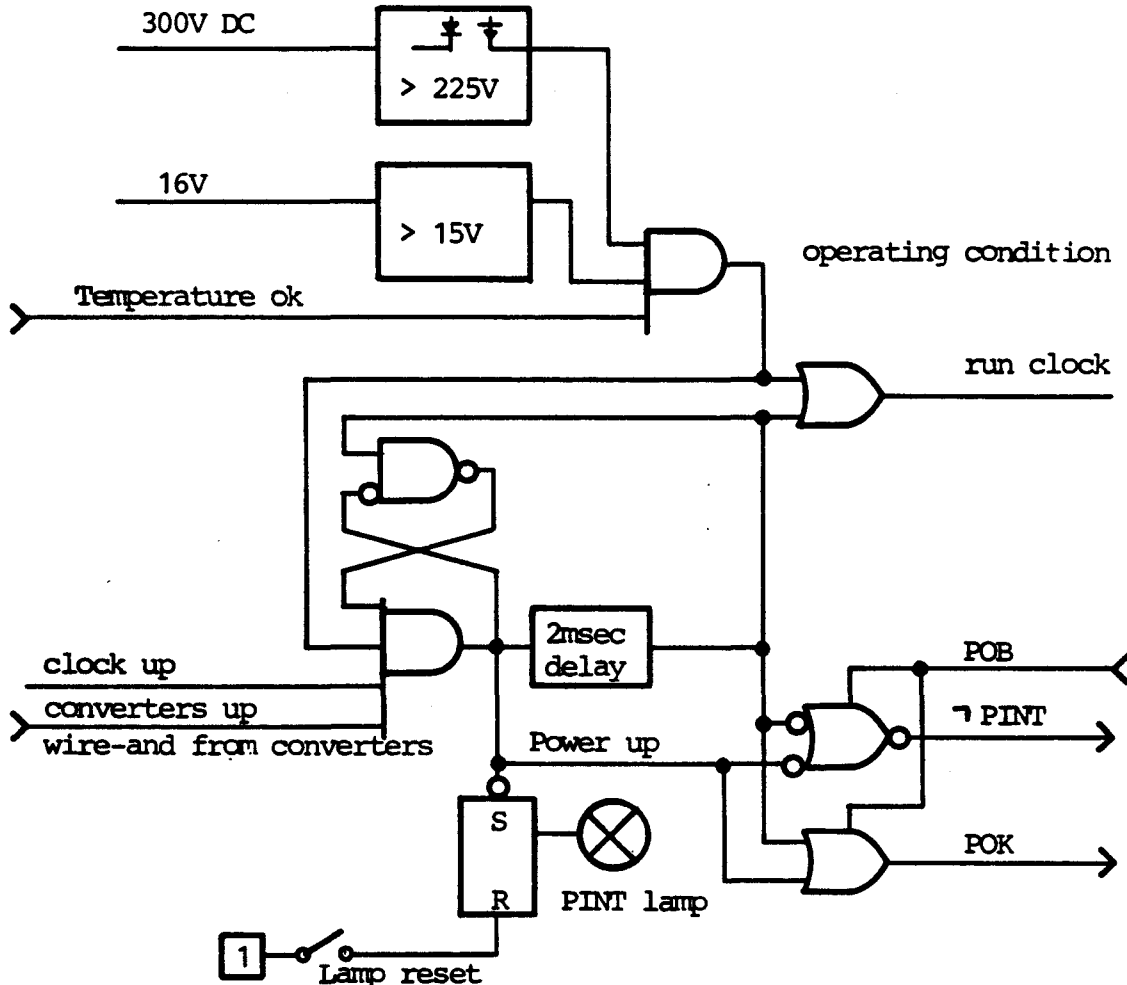 300V DC
> 225V
16V
> 15V
operating condition
Temperature ok
run clock
2msec
delay
clock up
POB
converters up
¬ PINT
wire-and from converters
Power up
S
POK
R
PINT lamp
1
Lamp reset